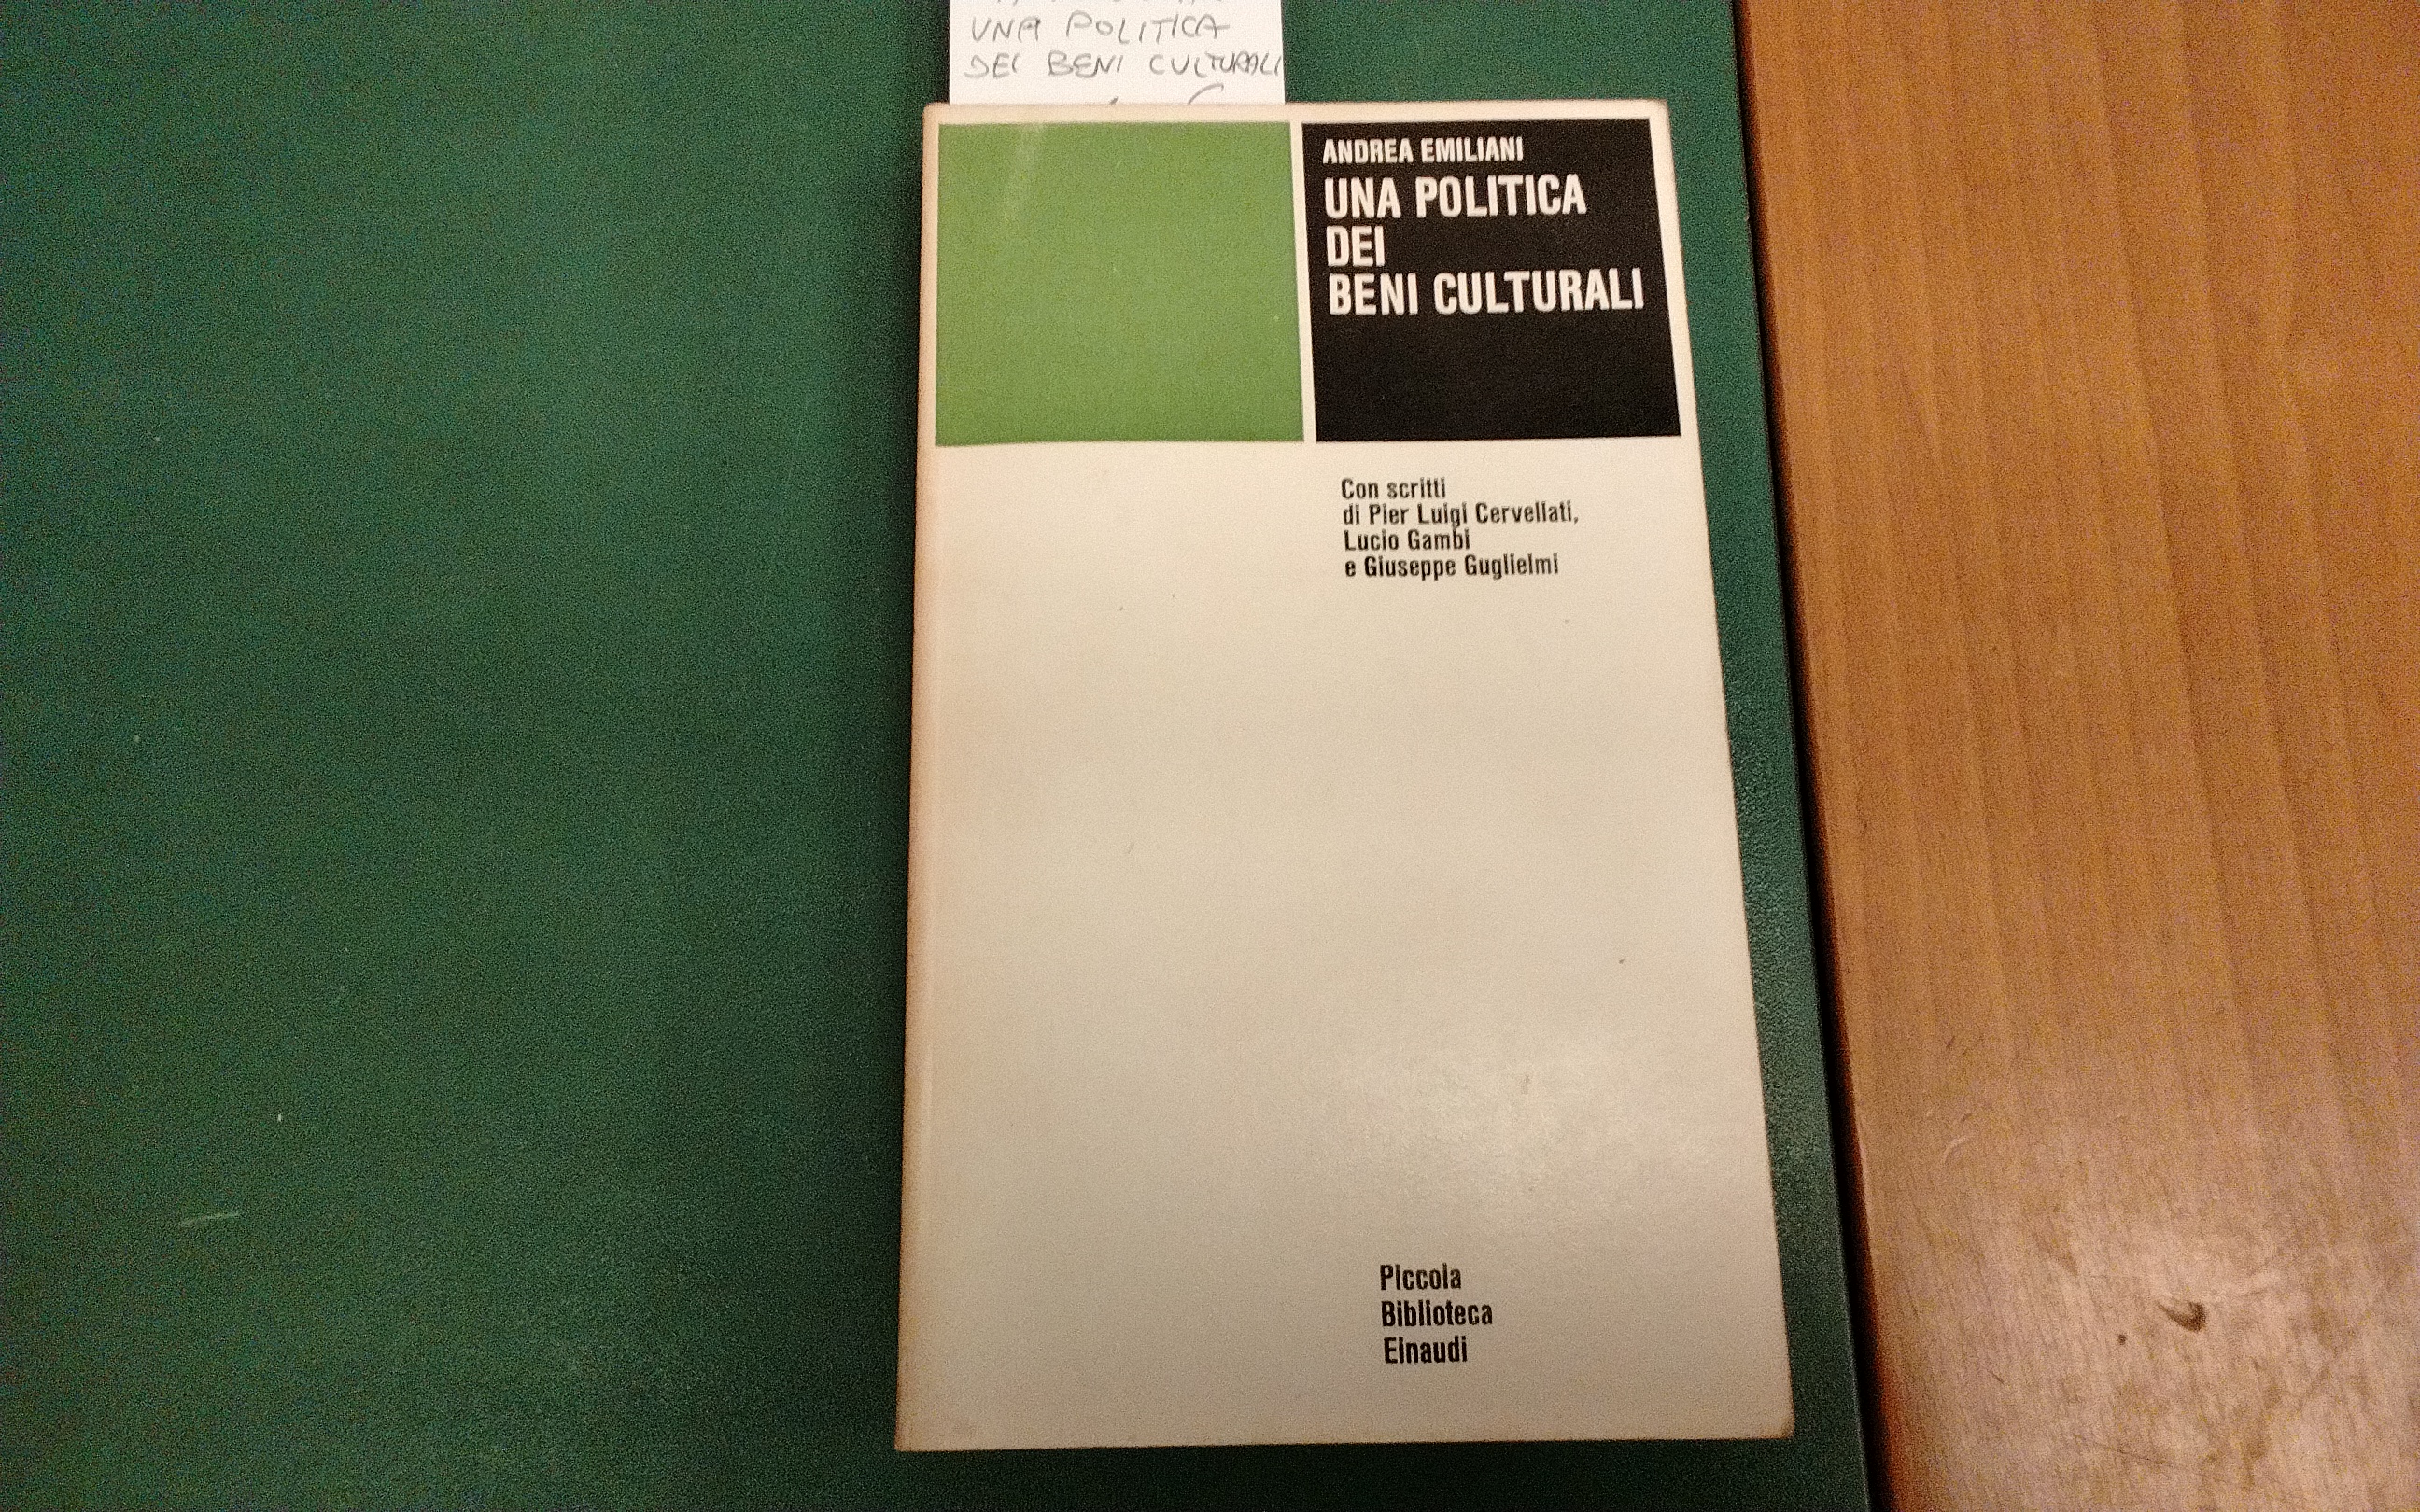 UNA POLITICA
DEI BENI CULTURALI
ANDREA EMILIANI
UNA POLITICA
DEI
BENI CULTURALI
Con scritti
di Pier Luigi Cervellati,
Lucio Gambi
e Giuseppe Guglielmi
Piccola
Biblioteca
Einaudi